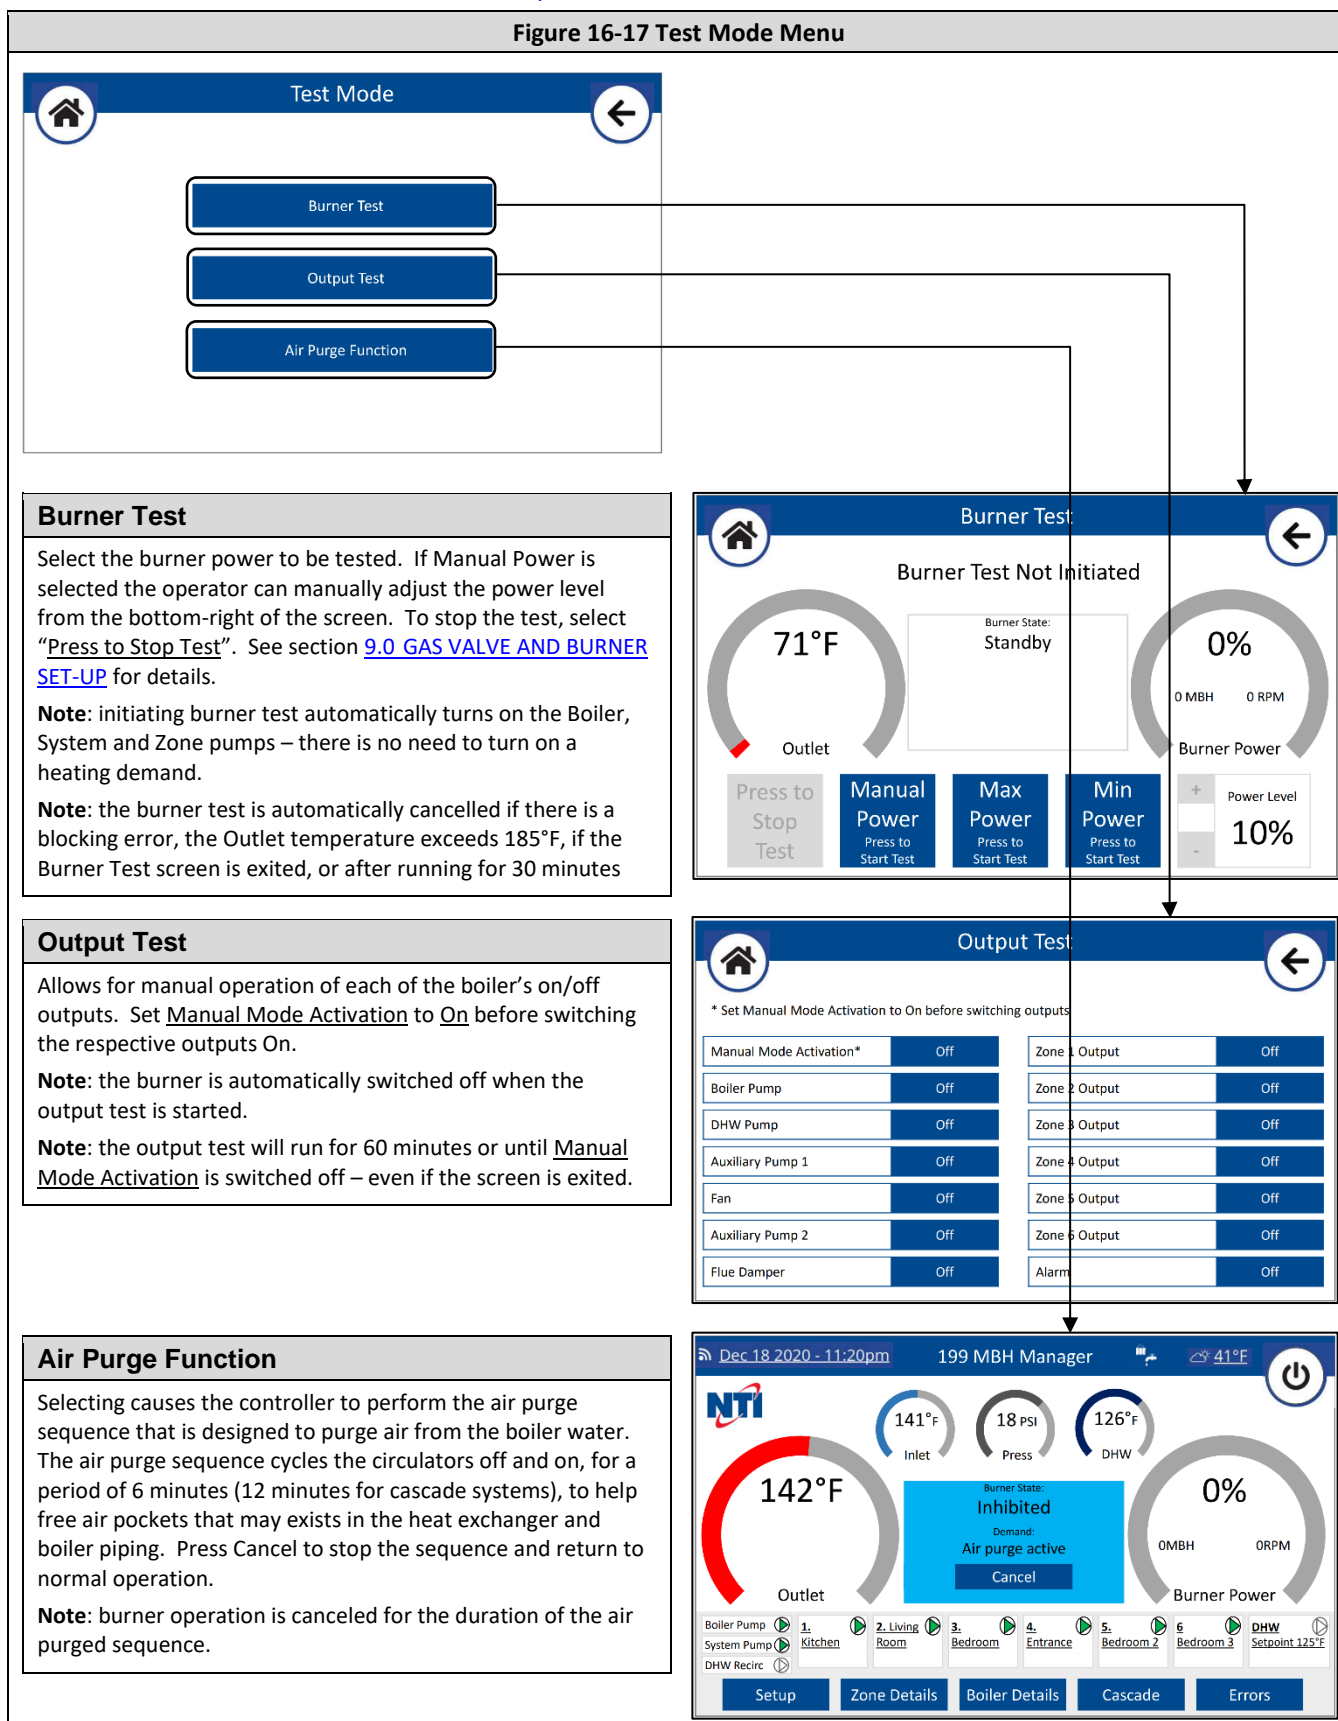 Figure 16-17 Test Mode Menu
Test Mode
Burner Test
Output Test
Air Purge Function
Burner Test
Select the burner power to be tested.  If Manual Power is
selected the operator can manually adjust the power level
from the bottom-right of the screen.  To stop the test, select
“Press to Stop Test”.  See section 9.0 GAS VALVE AND BURNER
SET-UP for details.
Note: initiating burner test automatically turns on the Boiler,
System and Zone pumps – there is no need to turn on a
heating demand.
Note: the burner test is automatically cancelled if there is a
blocking error, the Outlet temperature exceeds 185°F, if the
Burner Test screen is exited, or after running for 30 minutes
Burner Test
Burner Test Not Initiated
71°F
Outlet
Burner State:
Standby
0%
0 MBH 0 RPM
Burner Power
Press to
Stop
Test
Manual
Power
Press to
Start Test
Max
Power
Press to
Start Test
Min
Power
Press to
Start Test
+
-
Power Level
10%
Output Test
Allows for manual operation of each of the boiler’s on/off
outputs.  Set Manual Mode Activation to On before switching
the respective outputs On.
Note: the burner is automatically switched off when the
output test is started.
Note: the output test will run for 60 minutes or until Manual
Mode Activation is switched off – even if the screen is exited.
Output Test
* Set Manual Mode Activation to On before switching outputs
Manual Mode Activation* Off Zone 1 Output Off
Boiler Pump Off Zone 2 Output Off
DHW Pump Off Zone 3 Output Off
Auxiliary Pump 1 Off Zone 4 Output Off
Fan Off Zone 5 Output Off
Auxiliary Pump 2 Off Zone 6 Output Off
Flue Damper Off Alarm Off
Air Purge Function
Selecting causes the controller to perform the air purge
sequence that is designed to purge air from the boiler water.
The air purge sequence cycles the circulators off and on, for a
period of 6 minutes (12 minutes for cascade systems), to help
free air pockets that may exists in the heat exchanger and
boiler piping.  Press Cancel to stop the sequence and return to
normal operation.
Note: burner operation is canceled for the duration of the air
purged sequence.
Dec 18 2020 - 11:20pm 199 MBH Manager 41°F
NTI
141°F
Inlet
18 PSI
Press
126°F
DHW
142°F
Outlet
Burner State:
Inhibited
Demand:
Air purge active
Cancel
0%
0MBH 0RPM
Burner Power
Boiler Pump
System Pump
DHW Recirc
1.
Kitchen
2. Living
Room
3.
Bedroom
4.
Entrance
5.
Bedroom 2
6
Bedroom 3
DHW
Setpoint 125°F
Setup Zone Details Boiler Details Cascade Errors